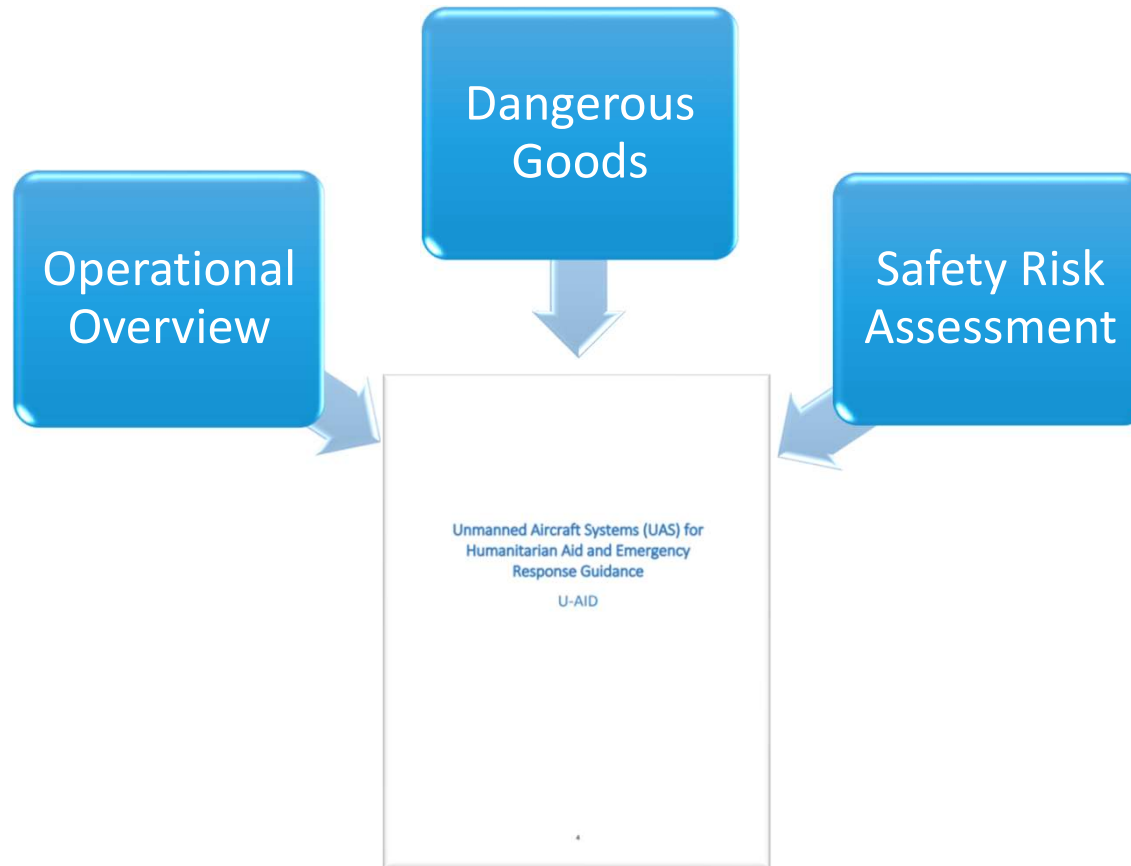 Dangerous
Goods
Operational
Overview
Safety Risk
Assessment
Unmanned Aircraft Systems (UAS) for
Humanitarian Aid and Emergency
Response Guidance
U-AID
4